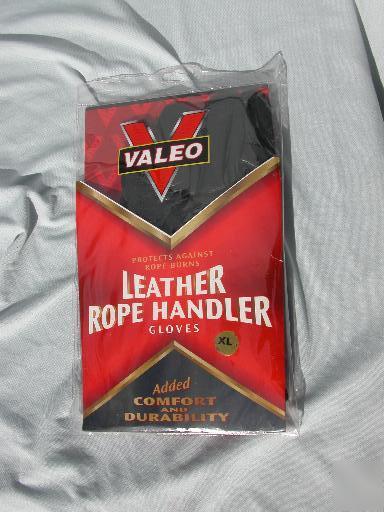 VALEO
PROTECTS AGAINST
ROPE BURNS
LEATHER
ROPE HANDLER
GLOVES
XL
Added
COMFORT
AND
DURABILITY